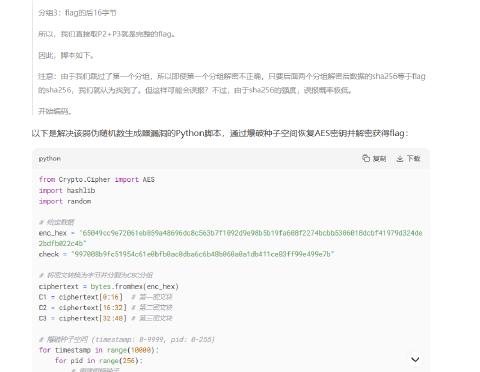 分组3：flag的后16字节
所以，我们直接取P2+P3就是完整的flag。
因此，脚本如下。
注意：由于我们跳过了第一个分组，所以即使第一个分组解密不正确，只要后面两个分组解密后数据的sha256等于flag
的sha256，我们就认为找到了。但这样可能会误报？不过，由于sha256的强度，误报概率极低。
开始编码。
以下是解决该弱伪随机数生成器漏洞的Python脚本，通过爆破种子空间恢复AES密钥并解密获得flag：
python
复制
下载
from Crypto.Cipher import AES
import hashlib
import random
# 给定数据
enc_hex =
check =
# 将密文转换为字节并分割为CBC分组
ciphertext = bytes.fromhex(enc_hex)
C1 = ciphertext[0:16] # 第一密文块
C2 = ciphertext[16:32] # 第二密文块
C3 = ciphertext[32:48] # 第三密文块
# 爆破种子空间 (timestamp: 0-9999, pid: 0-255)
for timestamp in range(10000):
for pid in range(256):